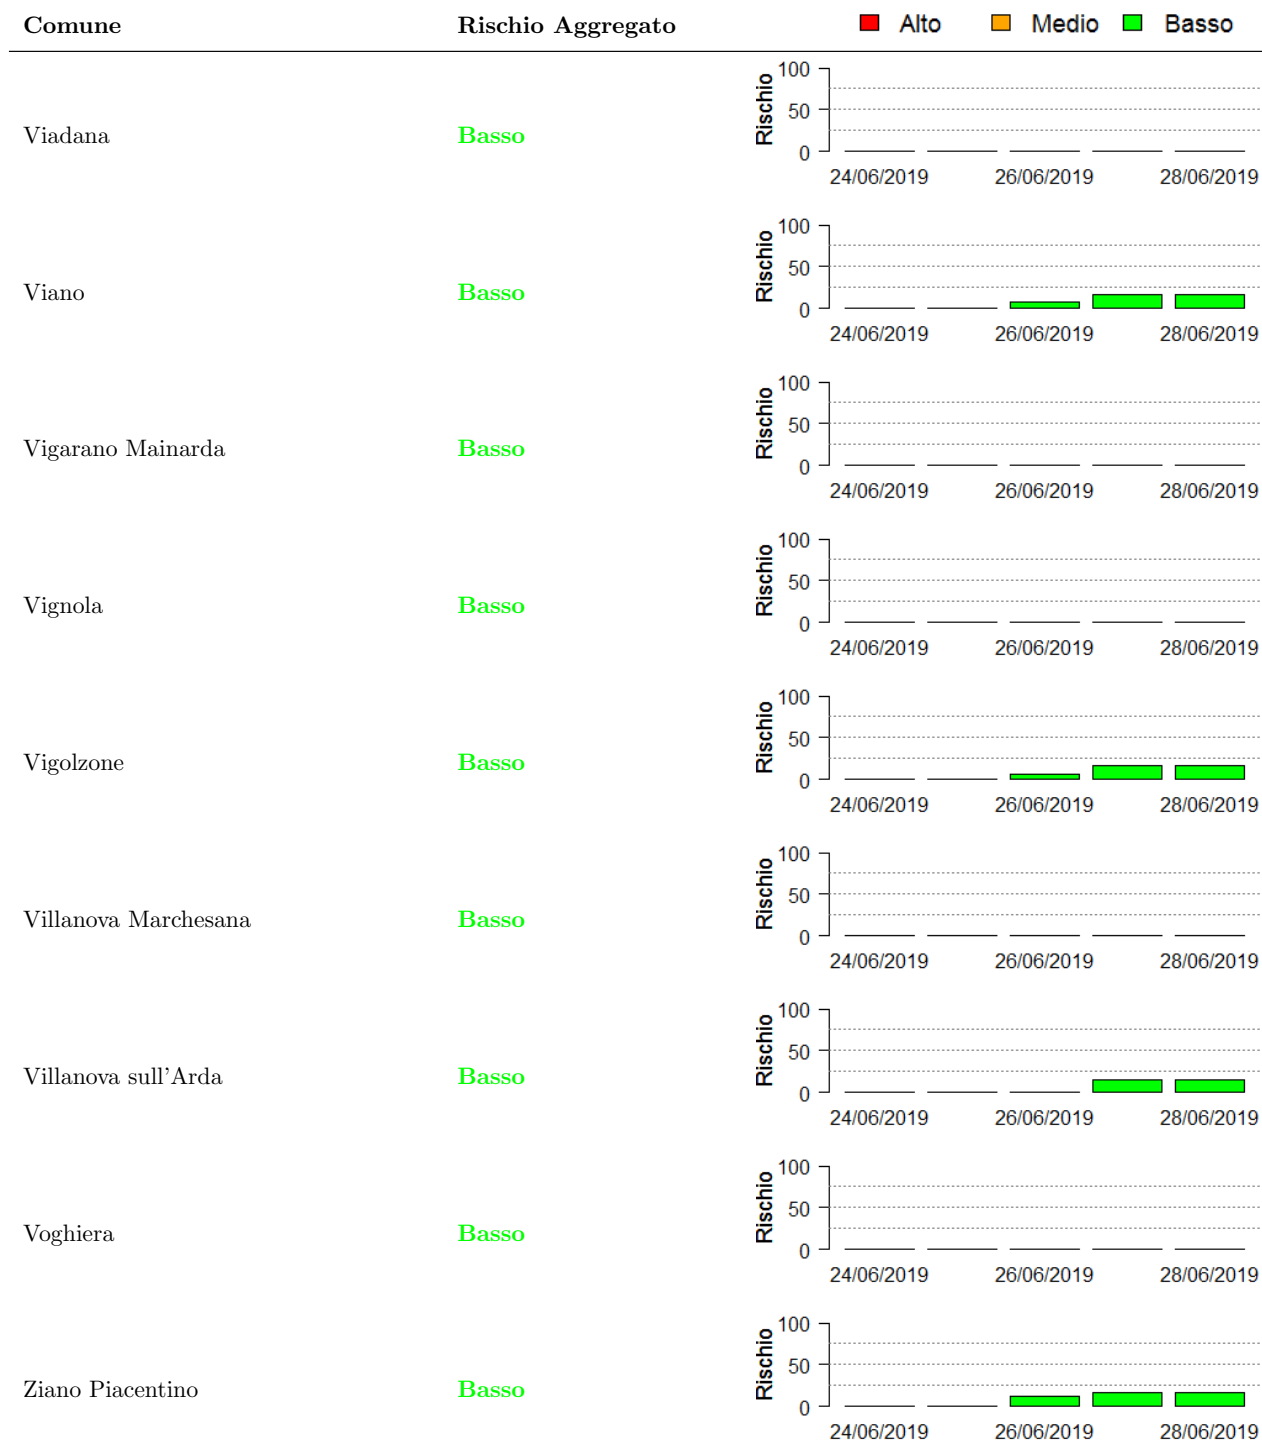 Comune Rischio Aggregato Alto Medio Basso
100
Rischio
50
Viadana Basso
0
24/06/2019 26/06/2019 28/06/2019
100
Rischio
50
Viano Basso
0
24/06/2019 26/06/2019 28/06/2019
100
Rischio
50
Vigarano Mainarda Basso
0
24/06/2019 26/06/2019 28/06/2019
100
Rischio
50
Vignola Basso
0
24/06/2019 26/06/2019 28/06/2019
100
Rischio
50
Vigolzone Basso
0
24/06/2019 26/06/2019 28/06/2019
100
Rischio
50
Villanova Marchesana Basso
0
24/06/2019 26/06/2019 28/06/2019
100
Rischio
50
Villanova sull'Arda Basso
0
24/06/2019 26/06/2019 28/06/2019
100
Rischio
50
Voghiera Basso
0
24/06/2019 26/06/2019 28/06/2019
100
Rischio
50
Ziano Piacentino Basso
0
24/06/2019 26/06/2019 28/06/2019